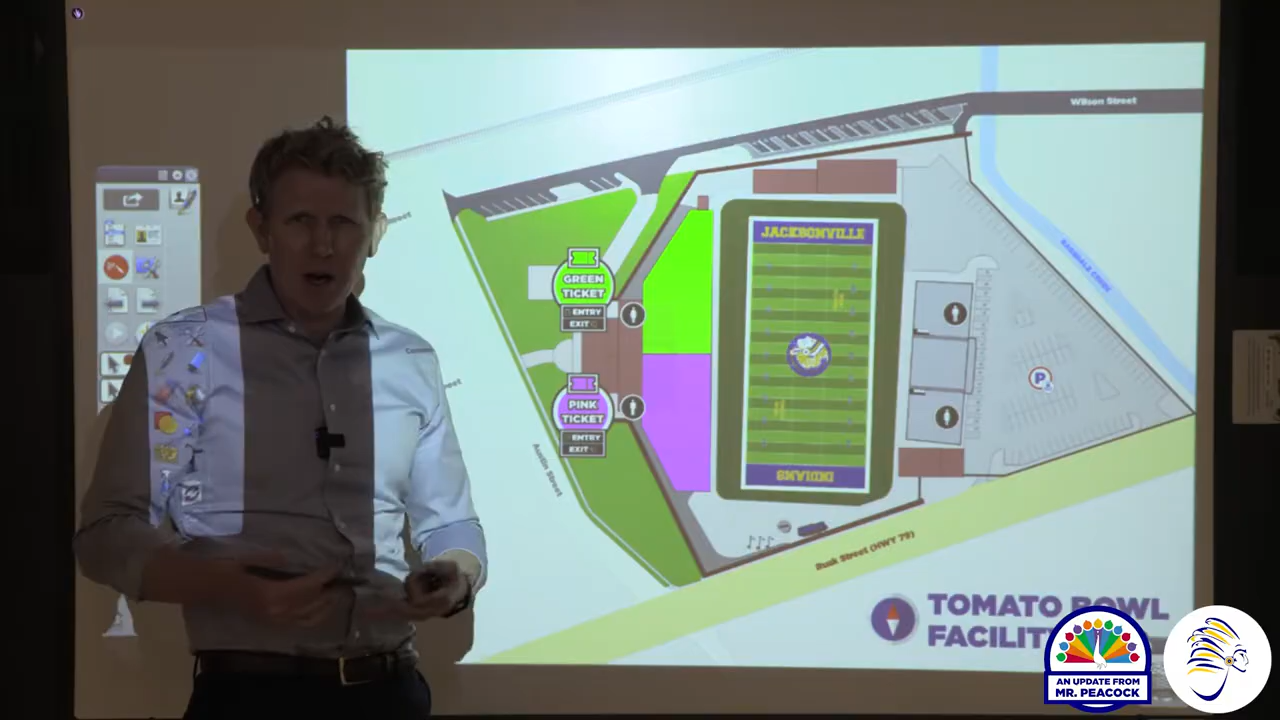 Wilson Street
JACKSONVILLE
GREEN
TICKET
ENTRY
EXIT
PINK
TICKET
ENTRY
EXIT
P
INDIANS
Austin Street
Rusk Street (HWY 79)
TOMATO BOWL
AN UPDATE FROM
MR. PEACOCK